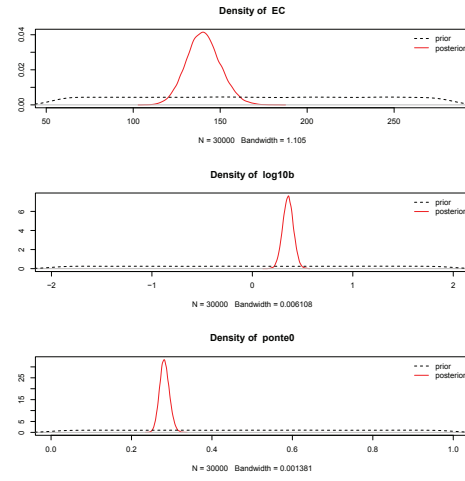 Density of EC
0.04
0.02
0.00
prior
posterior
50 100 150 200 250
N = 30000 Bandwidth = 1.105
Density of log10b
6
4
2
0
prior
posterior
−2 −1 0 1 2
N = 30000 Bandwidth = 0.006108
Density of ponte0
25
15
5
0
prior
posterior
0.0 0.2 0.4 0.6 0.8 1.0
N = 30000 Bandwidth = 0.001381